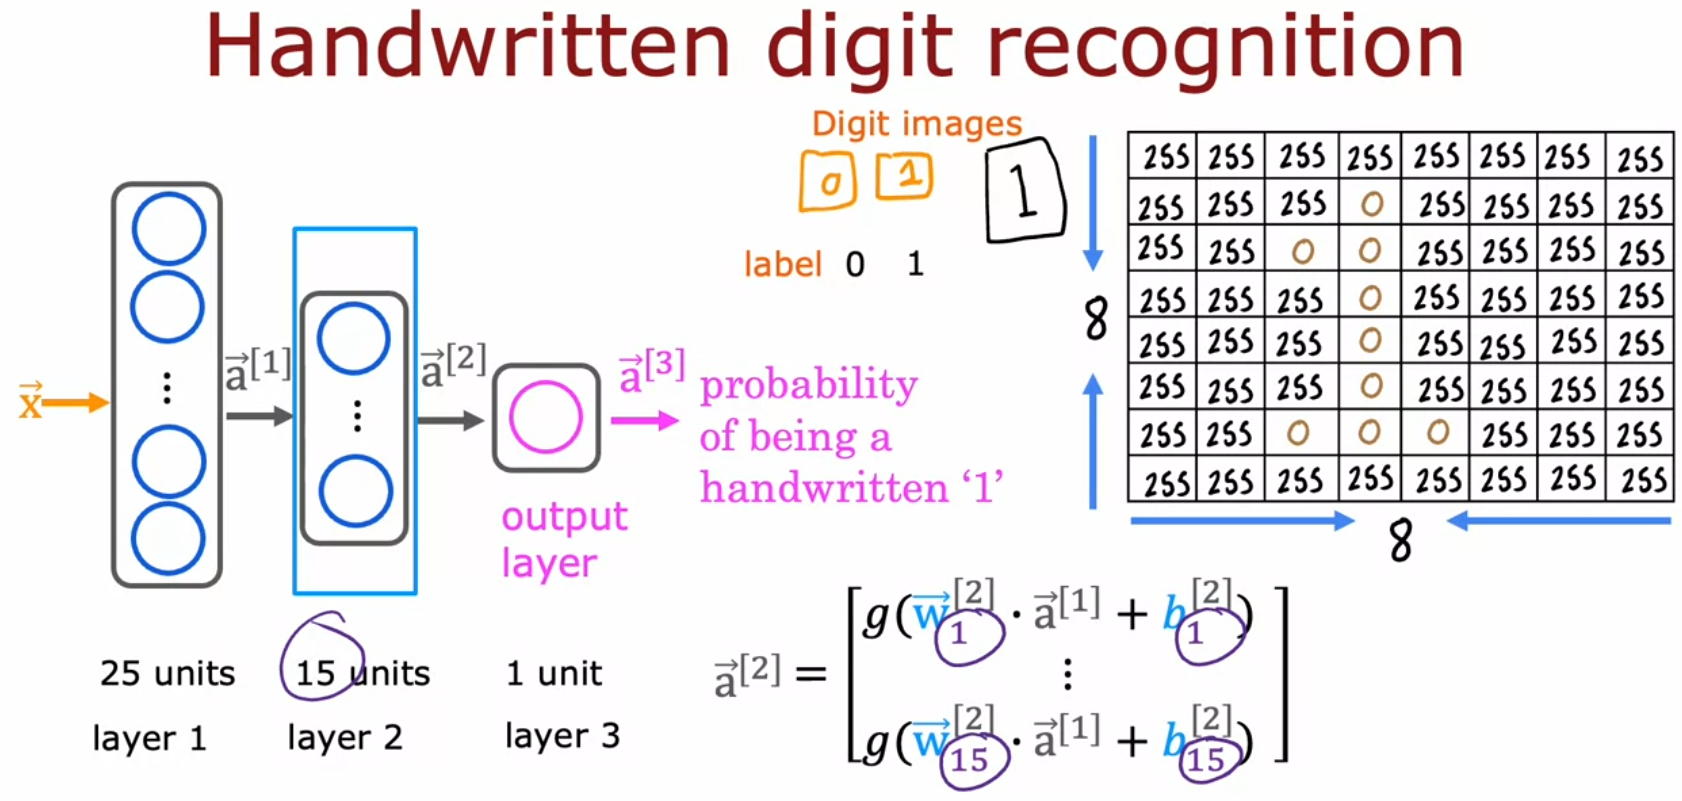 Handwritten digit recognition
Digit images
0 1 1
label 0 1
x⃗
a⃗[1]
a⃗[2]
a⃗[3]
probability
of being a
handwritten ‘1’
output
layer
25 units 15 units 1 unit
layer 1 layer 2 layer 3
255 255 255 255 255 255 255 255
255 255 255 0 255 255 255 255
255 255 0 0 255 255 255 255
255 255 255 0 255 255 255 255
255 255 255 0 255 255 255 255
255 255 255 0 255 255 255 255
255 255 0 0 0 255 255 255
255 255 255 255 255 255 255 255
8
8
a⃗[2] =
g(w⃗1[2] · a⃗[1] + b1[2])
⋮
g(w⃗15[2] · a⃗[1] + b15[2])